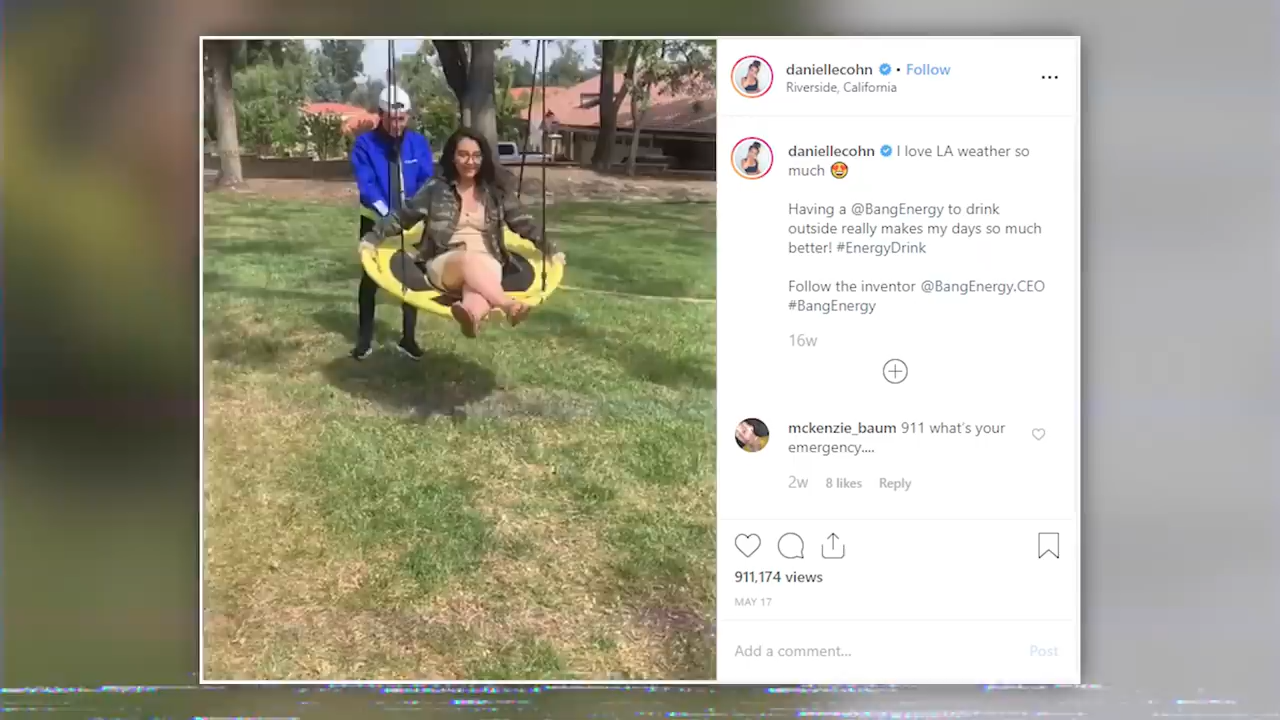 daniellecohn • Follow
Riverside, California
daniellecohn I love LA weather so
much 🤩
Having a @BangEnergy to drink
outside really makes my days so much
better! #EnergyDrink
Follow the inventor @BangEnergy.CEO
#BangEnergy
16w
mckenzie_baum 911 what's your
emergency....
2w 8 likes Reply
911,174 views
MAY 17
Add a comment... Post